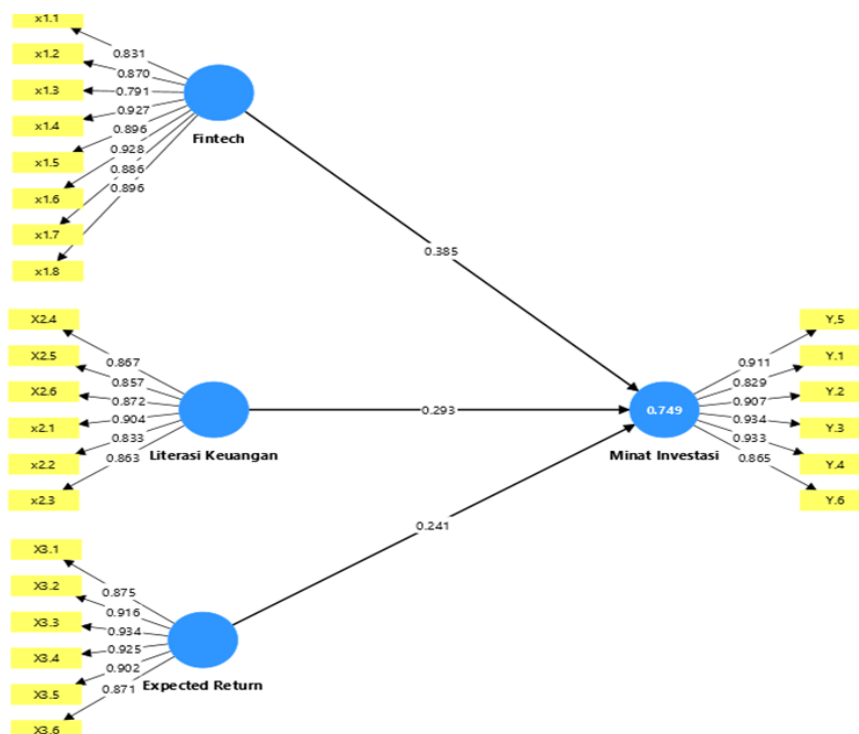 x1.1
x1.2
x1.3
x1.4
x1.5
x1.6
x1.7
x1.8
0.831
0.870
0.791
0.927
0.896
0.928
0.886
0.896
Fintech
0.385
X2.4
X2.5
X2.6
x2.1
x2.2
x2.3
0.867
0.857
0.872
0.904
0.833
0.863
Literasi Keuangan
0.293
0.749
Minat Investasi
0.911
0.829
0.907
0.934
0.933
0.865
Y,5
Y.1
Y.2
Y.3
Y.4
Y.6
0.241
X3.1
X3.2
X3.3
X3.4
X3.5
X3.6
0.875
0.916
0.934
0.925
0.902
0.871
Expected Return